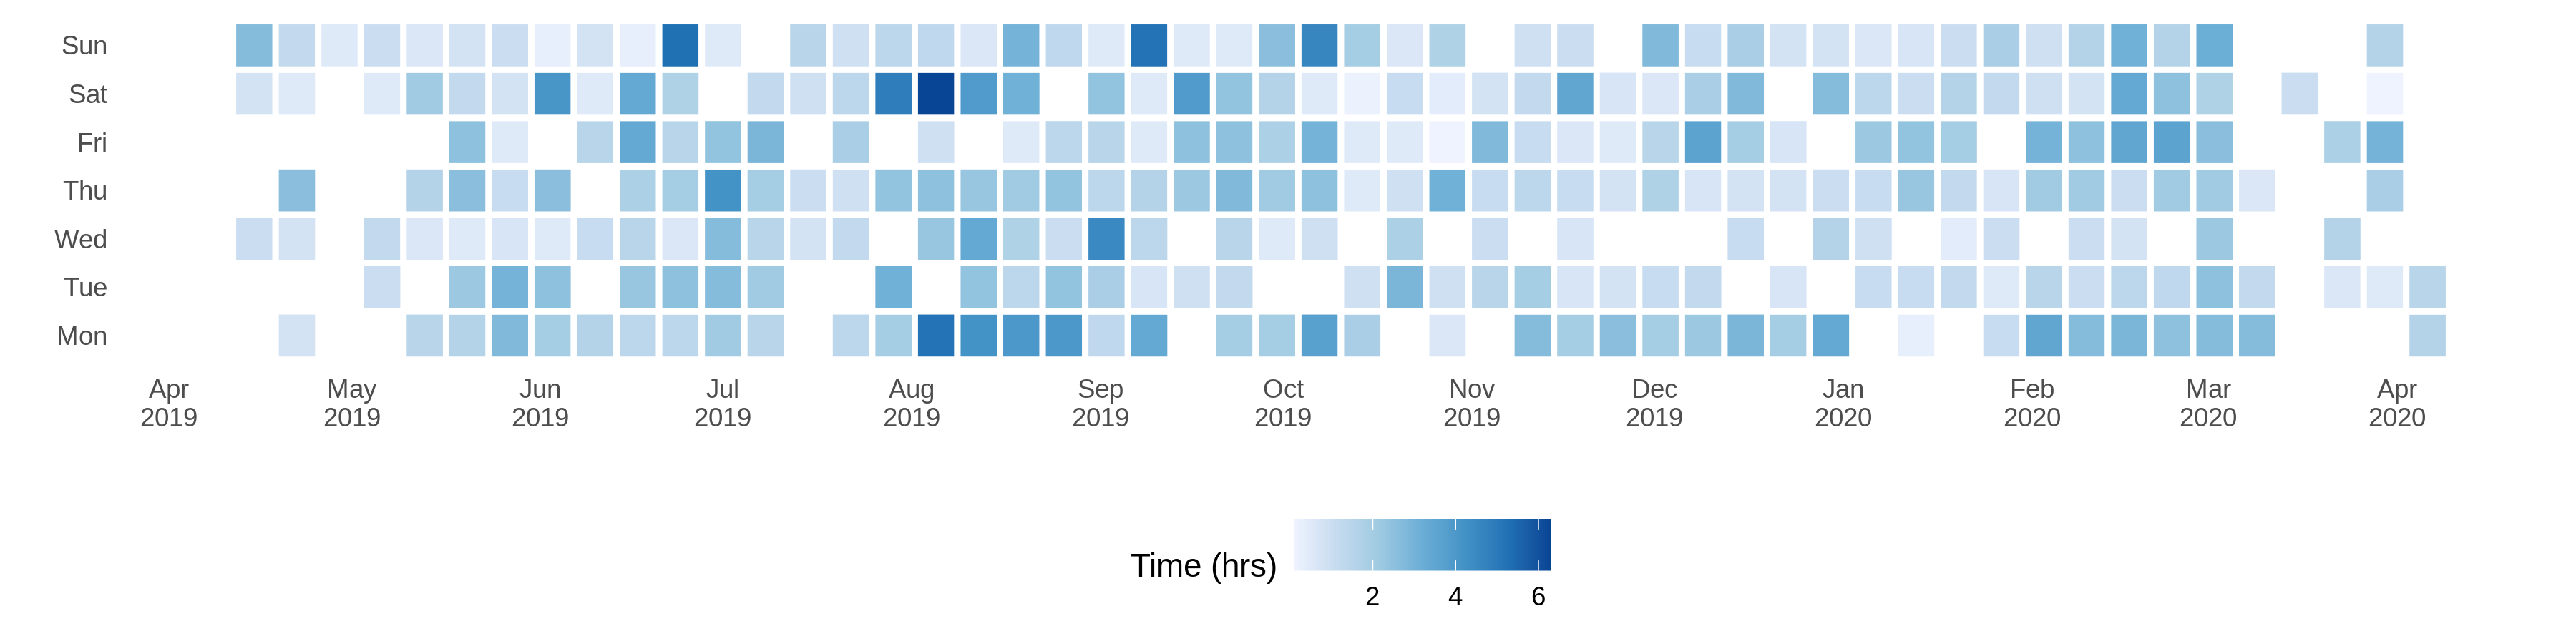 Sun
Sat
Fri
Thu
Wed
Tue
Mon
Apr May Jun Jul Aug Sep Oct Nov Dec Jan Feb Mar Apr
2019 2019 2019 2019 2019 2019 2019 2019 2019 2020 2020 2020 2020
Time (hrs)
2 4 6